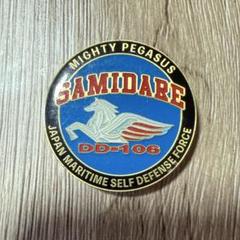 MIGHTY PEGASUS
SAMIDARE
DD-106
JAPAN MARITIME SELF DEFENSE FORCE